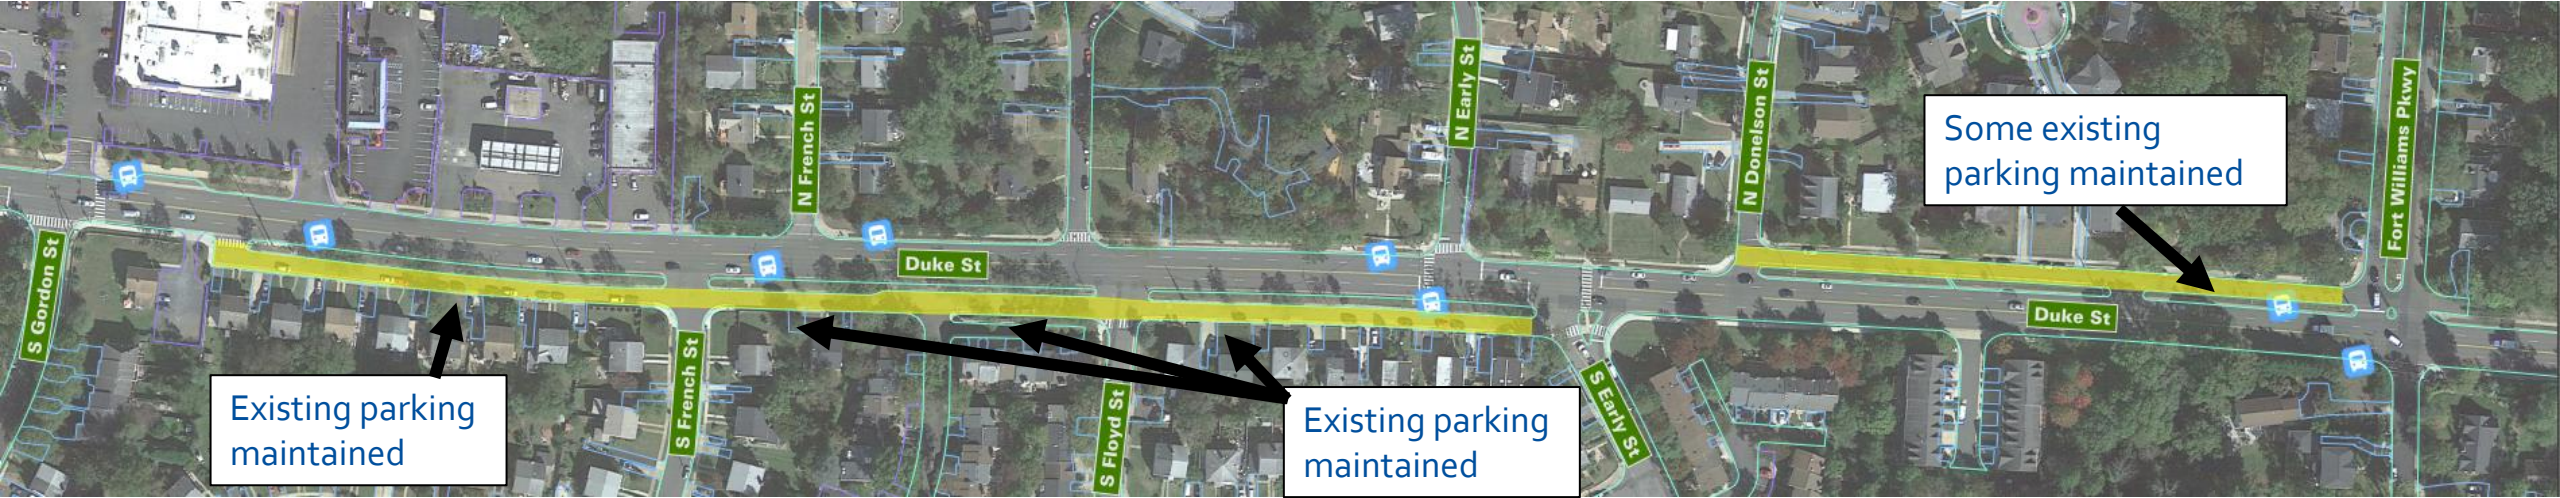 S Gordon St
N French St
N Early St
N Donelson St
Fort Williams Pkwy
Some existing
parking maintained
Duke St
Duke St
S French St
S Floyd St
S Early St
Existing parking
maintained
Existing parking
maintained